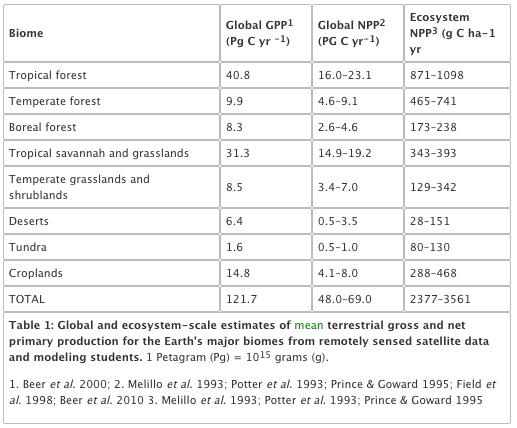 Biome Global GPP1 (Pg C yr -1) Global NPP2 (PG C yr-1) Ecosystem NPP3 (g C ha-1 yr
Tropical forest 40.8 16.0-23.1 871-1098
Temperate forest 9.9 4.6-9.1 465-741
Boreal forest 8.3 2.6-4.6 173-238
Tropical savannah and grasslands 31.3 14.9-19.2 343-393
Temperate grasslands and shrublands 8.5 3.4-7.0 129-342
Deserts 6.4 0.5-3.5 28-151
Tundra 1.6 0.5-1.0 80-130
Croplands 14.8 4.1-8.0 288-468
TOTAL 121.7 48.0-69.0 2377-3561
Table 1: Global and ecosystem-scale estimates of mean terrestrial gross and net
primary production for the Earth's major biomes from remotely sensed satellite data
and modeling students. 1 Petagram (Pg) = 1015 grams (g).
1. Beer et al. 2000; 2. Melillo et al. 1993; Potter et al. 1993; Prince & Goward 1995; Field et
al. 1998; Beer et al. 2010 3. Melillo et al. 1993; Potter et al. 1993; Prince & Goward 1995